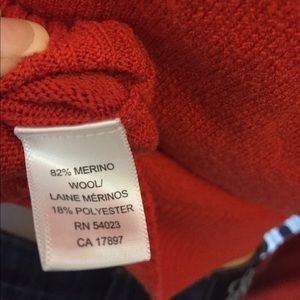 82% MERINO
WOOL/
LAINE MÉRINOS
18% POLYESTER
RN 54023
CA 17897